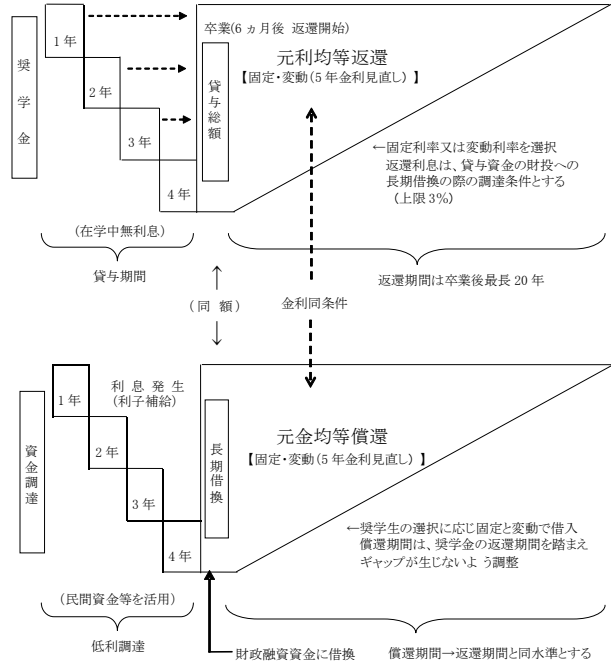 卒業(6ヵ月後 返還開始)
1年
2年
3年
4年
奨学金
貸与総額
元利均等返還
【固定・変動(5年金利見直し)】
←固定利率又は変動利率を選択
返還利息は、貸与資金の財投への
長期借換の際の調達条件とする
(上限3%)
(在学中無利息)
貸与期間
返還期間は卒業後最長20年
(同 額)
金利同条件
利息発生
(利子補給)
1年
2年
3年
4年
資金調達
長期借換
元金均等償還
【固定・変動(5年金利見直し)】
←奨学生の選択に応じ固定と変動で借入
償還期間は、奨学金の返還期間を踏まえ
ギャップが生じないよう調整
(民間資金等を活用)
低利調達
財政融資資金に借換
償還期間→返還期間と同水準とする